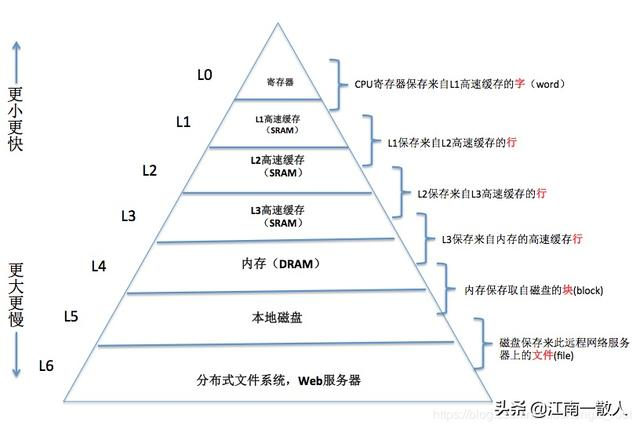 更小更快
更大更慢
L0
寄存器
CPU寄存器保存来自L1高速缓存的字（word）
L1
L1高速缓存
（SRAM）
L1保存来自L2高速缓存的行
L2
L2高速缓存
（SRAM）
L2保存来自L3高速缓存的行
L3
L3高速缓存
（SRAM）
L3保存来自内存的高速缓存行
L4
内存（DRAM）
内存保存取自磁盘的块(block)
L5
本地磁盘
磁盘保存来此远程网络服务
器上的文件(file)
L6
分布式文件系统，Web服务器
头条 @江南一散人